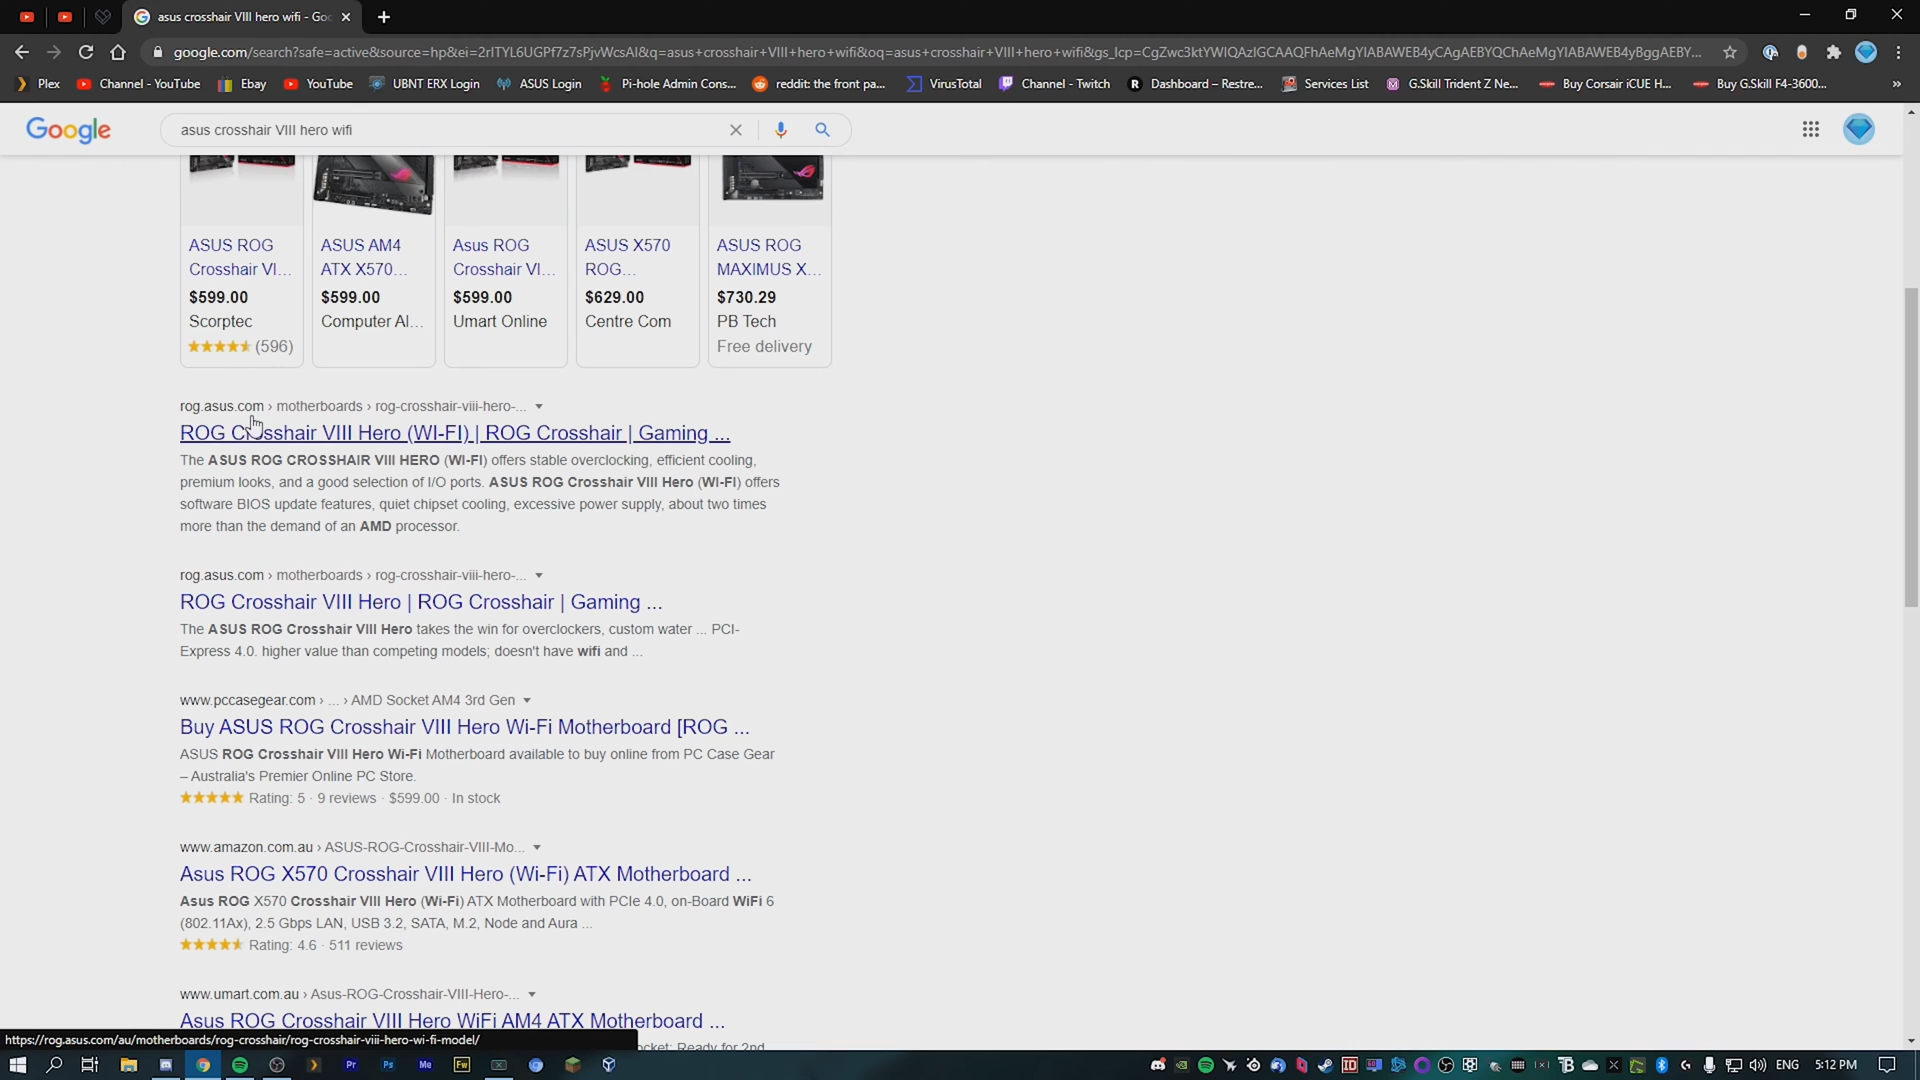 asus crosshair VIII hero wifi - Goo
google.com/search?safe=active&source=hp&ei=2rITYL6UGPf7z7sPjvWcsAI&q=asus+crosshair+VIII+hero+wifi&oq=asus+crosshair+VIII+hero+wifi&gs_lcp=CgZwc3ktYWIQAzIGCAAQFhAeMgYIABAWEB4yCAgAEBYQChAeMgYIABAWEB4yBggAEBY...
Plex Channel - YouTube Ebay YouTube UBNT ERX Login ASUS Login Pi-hole Admin Cons... reddit: the front pa... VirusTotal Channel - Twitch Dashboard – Restre... Services List G.Skill Trident Z Ne... Buy Corsair iCUE H... Buy G.Skill F4-3600... »
Google asus crosshair VIII hero wifi
ASUS ROG Crosshair VI...
$599.00
Scorptec
(596)
ASUS AM4 ATX X570...
$599.00
Computer Al...
Asus ROG Crosshair VI...
$599.00
Umart Online
ASUS X570 ROG...
$629.00
Centre Com
ASUS ROG MAXIMUS X...
$730.29
PB Tech
Free delivery
rog.asus.com › motherboards › rog-crosshair-viii-hero-...
ROG Crosshair VIII Hero (WI-FI) | ROG Crosshair | Gaming ...
The ASUS ROG CROSSHAIR VIII HERO (WI-FI) offers stable overclocking, efficient cooling,
premium looks, and a good selection of I/O ports. ASUS ROG Crosshair VIII Hero (WI-FI) offers
software BIOS update features, quiet chipset cooling, excessive power supply, about two times
more than the demand of an AMD processor.
rog.asus.com › motherboards › rog-crosshair-viii-hero-...
ROG Crosshair VIII Hero | ROG Crosshair | Gaming ...
The ASUS ROG Crosshair VIII Hero takes the win for overclockers, custom water ... PCI-
Express 4.0. higher value than competing models; doesn't have wifi and ...
www.pccasegear.com › ... › AMD Socket AM4 3rd Gen
Buy ASUS ROG Crosshair VIII Hero Wi-Fi Motherboard [ROG ...
ASUS ROG Crosshair VIII Hero Wi-Fi Motherboard available to buy online from PC Case Gear
– Australia's Premier Online PC Store.
Rating: 5 · 9 reviews · $599.00 · In stock
www.amazon.com.au › ASUS-ROG-Crosshair-VIII-Mo...
Asus ROG X570 Crosshair VIII Hero (Wi-Fi) ATX Motherboard ...
Asus ROG X570 Crosshair VIII Hero (Wi-Fi) ATX Motherboard with PCIe 4.0, on-Board WiFi 6
(802.11Ax), 2.5 Gbps LAN, USB 3.2, SATA, M.2, Node and Aura ...
Rating: 4.6 · 511 reviews
www.umart.com.au › Asus-ROG-Crosshair-VIII-Hero-...
Asus ROG Crosshair VIII Hero WiFi AM4 ATX Motherboard ...
https://rog.asus.com/au/motherboards/rog-crosshair/rog-crosshair-viii-hero-wi-fi-model/
ocket: Ready for 2nd
Pr Ps Me Fw ENG 5:12 PM